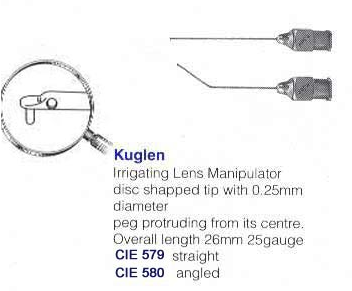 Kuglen
Irrigating Lens Manipulator
disc shapped tip with 0.25mm
diameter
peg protruding from its centre.
Overall length 26mm 25gauge
CIE 579 straight
CIE 580 angled